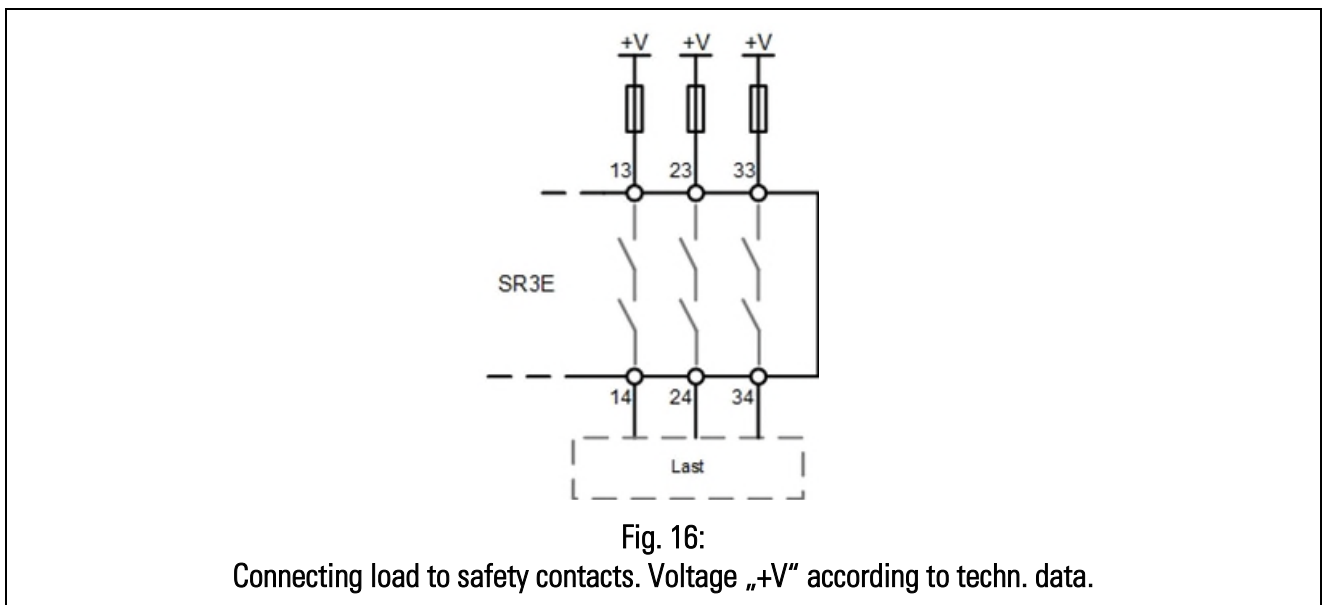 +V +V +V
13 23 33
SR3E
14 24 34
Last
Fig. 16:
Connecting load to safety contacts. Voltage „+V“ according to techn. data.